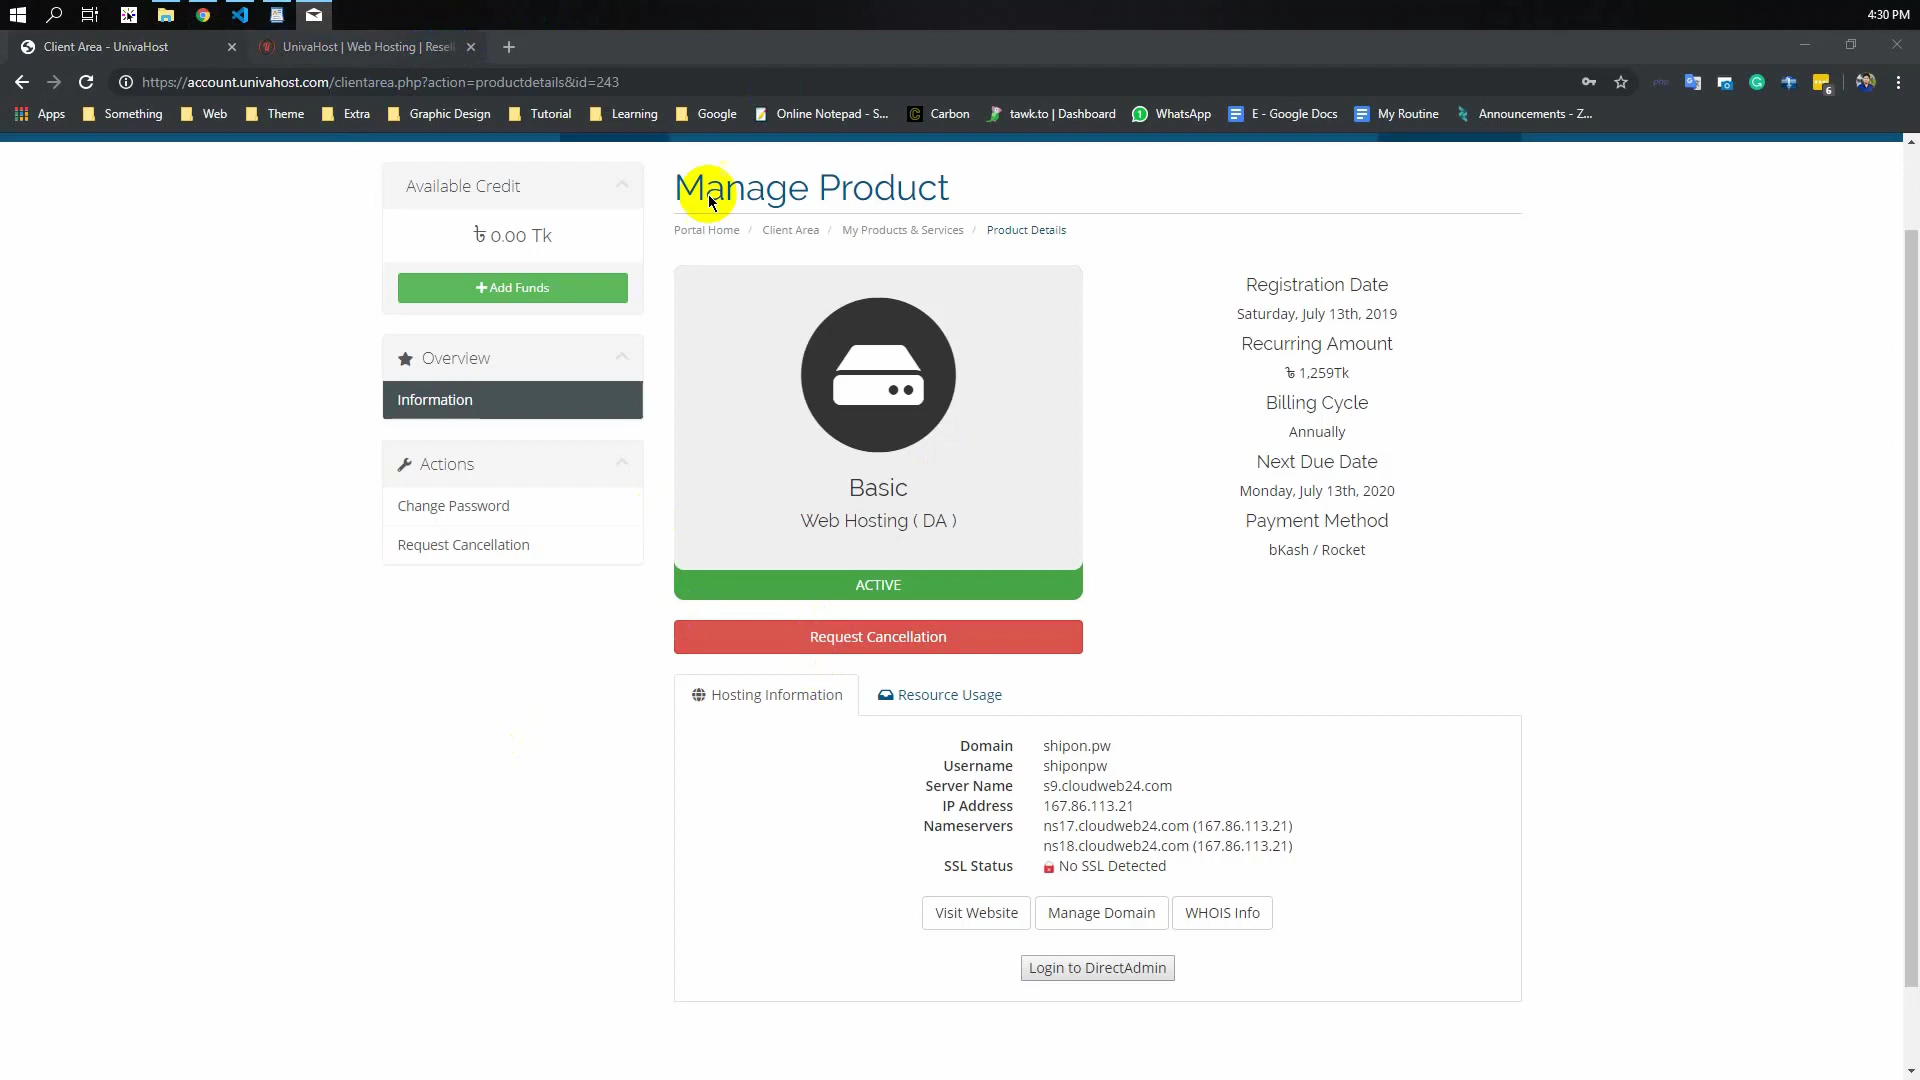 4:30 PM
Client Area - UnivaHost
UnivaHost | Web Hosting | Resell
https://account.univahost.com/clientarea.php?action=productdetails&id=243
6
Apps
Something
Web
Theme
Extra
Graphic Design
Tutorial
Learning
Google
Online Notepad - S...
Carbon
tawk.to | Dashboard
WhatsApp
E - Google Docs
My Routine
Announcements - Z...
Available Credit
৳ 0.00 Tk
Add Funds
Overview
Information
Actions
Change Password
Request Cancellation
Manage Product
Portal Home / Client Area / My Products & Services / Product Details
Basic
Web Hosting ( DA )
ACTIVE
Request Cancellation
Registration Date
Saturday, July 13th, 2019
Recurring Amount
৳ 1,259Tk
Billing Cycle
Annually
Next Due Date
Monday, July 13th, 2020
Payment Method
bKash / Rocket
Hosting Information
Resource Usage
Domain shipon.pw
Username shiponpw
Server Name s9.cloudweb24.com
IP Address 167.86.113.21
Nameservers ns17.cloudweb24.com (167.86.113.21)
ns18.cloudweb24.com (167.86.113.21)
SSL Status No SSL Detected
Visit Website
Manage Domain
WHOIS Info
Login to DirectAdmin